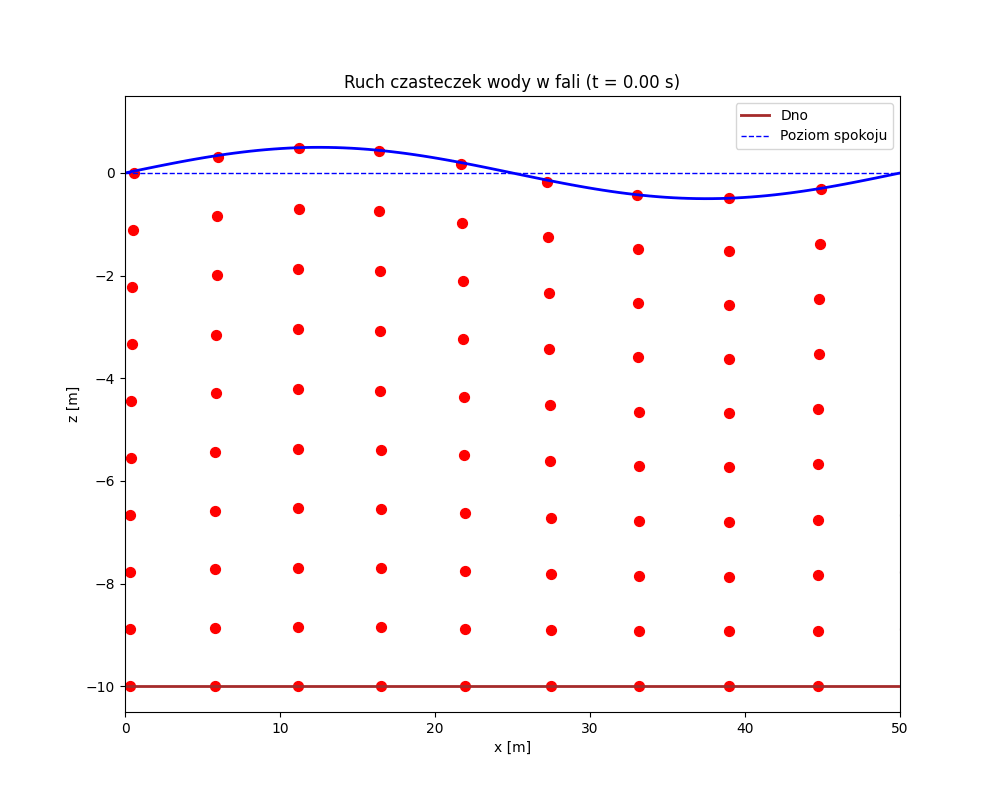 Ruch czasteczek wody w fali (t = 0.00 s)
Dno
Poziom spokoju
z [m]
0
−2
−4
−6
−8
−10
0 10 20 30 40 50
x [m]